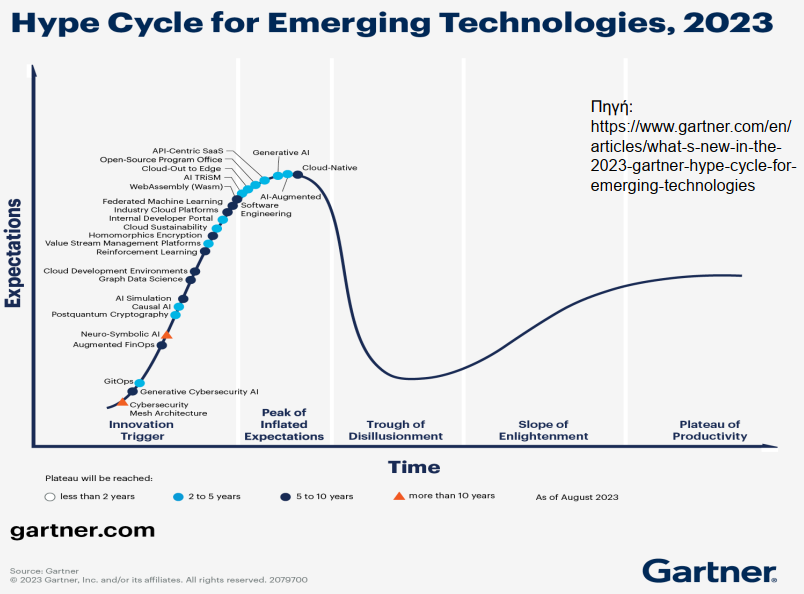 Hype Cycle for Emerging Technologies, 2023
Πηγή:
https://www.gartner.com/en/
articles/what-s-new-in-the-
2023-gartner-hype-cycle-for-
emerging-technologies
Expectations
API-Centric SaaS
Generative AI
Open-Source Program Office
Cloud-Out to Edge
Cloud-Native
AI TRiSM
WebAssembly (Wasm)
AI-Augmented
Software
Engineering
Federated Machine Learning
Industry Cloud Platforms
Internal Developer Portal
Cloud Sustainability
Homomorphics Encryption
Value Stream Management Platforms
Reinforcement Learning
Cloud Development Environments
Graph Data Science
AI Simulation
Causal AI
Postquantum Cryptography
Neuro-Symbolic AI
Augmented FinOps
GitOps
Generative Cybersecurity AI
Cybersecurity
Mesh Architecture
Innovation
Trigger
Peak of
Inflated
Expectations
Trough of
Disillusionment
Slope of
Enlightenment
Plateau of
Productivity
Time
Plateau will be reached:
less than 2 years
2 to 5 years
5 to 10 years
more than 10 years
As of August 2023
gartner.com
Source: Gartner
© 2023 Gartner, Inc. and/or its affiliates. All rights reserved. 2079700
Gartner®